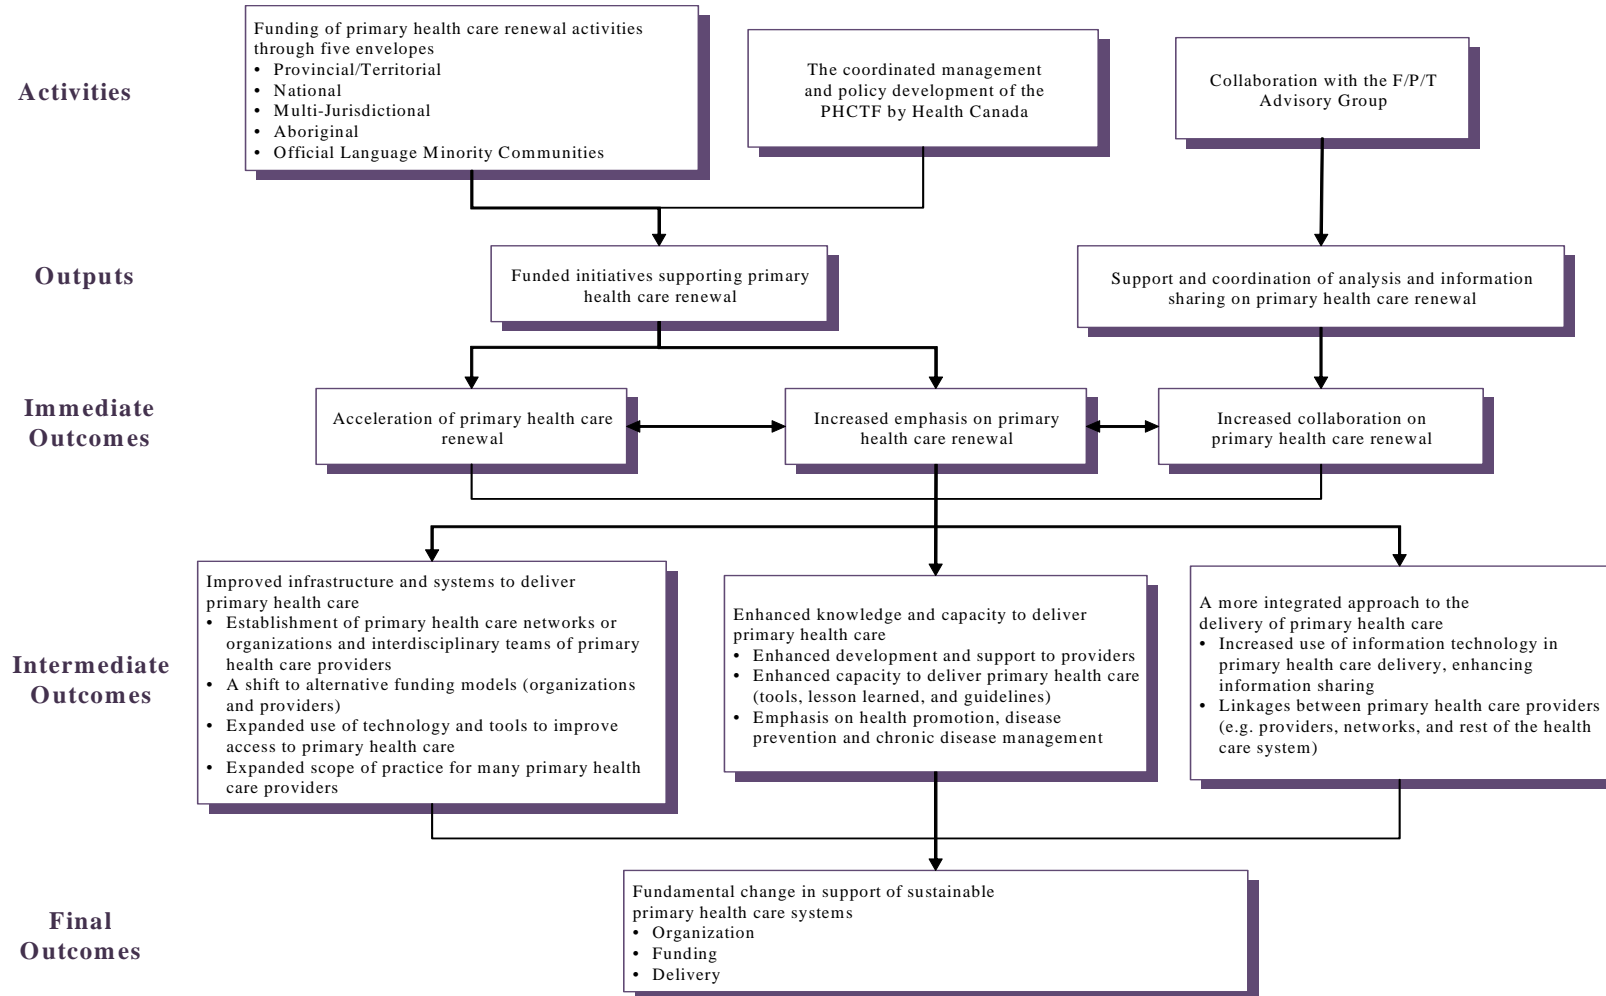 Activities
Funding of primary health care renewal activities
through five envelopes
• Provincial/Territorial
• National
• Multi-Jurisdictional
• Aboriginal
• Official Language Minority Communities
The coordinated management
and policy development of the
PHCTF by Health Canada
Collaboration with the F/P/T
Advisory Group
Outputs
Funded initiatives supporting primary
health care renewal
Support and coordination of analysis and information
sharing on primary health care renewal
Immediate
Outcomes
Acceleration of primary health care
renewal
Increased emphasis on primary
health care renewal
Increased collaboration on
primary health care renewal
Intermediate
Outcomes
Improved infrastructure and systems to deliver
primary health care
• Establishment of primary health care networks or
organizations and interdisciplinary teams of primary
health care providers
• A shift to alternative funding models (organizations
and providers)
• Expanded use of technology and tools to improve
access to primary health care
• Expanded scope of practice for many primary health
care providers
Enhanced knowledge and capacity to deliver
primary health care
• Enhanced development and support to providers
• Enhanced capacity to deliver primary health care
(tools, lesson learned, and guidelines)
• Emphasis on health promotion, disease
prevention and chronic disease management
A more integrated approach to the
delivery of primary health care
• Increased use of information technology in
primary health care delivery, enhancing
information sharing
• Linkages between primary health care providers
(e.g. providers, networks, and rest of the health
care system)
Final
Outcomes
Fundamental change in support of sustainable
primary health care systems
• Organization
• Funding
• Delivery